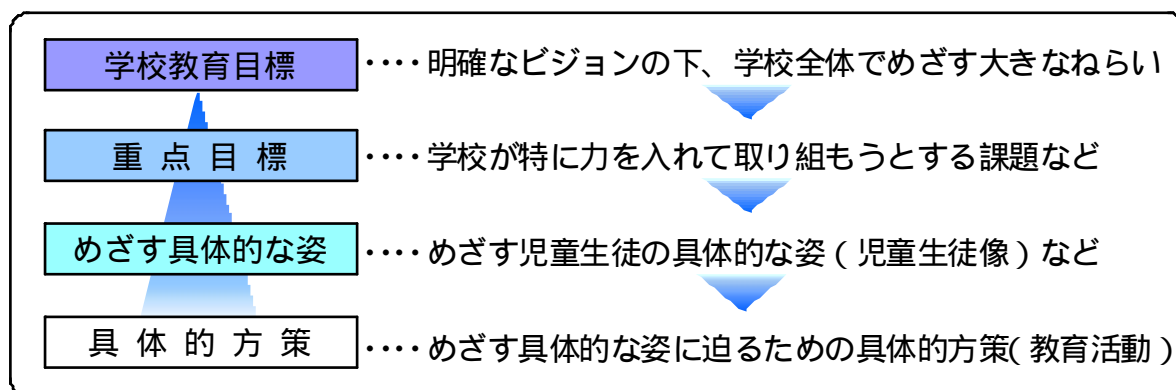 学校教育目標 ‥‥明確なビジョンの下、学校全体でめざす大きなねらい
重 点 目 標 ‥‥学校が特に力を入れて取り組もうとする課題など
めざす具体的な姿 ‥‥めざす児童生徒の具体的な姿(児童生徒像)など
具 体 的 方 策 ‥‥めざす具体的な姿に迫るための具体的方策(教育活動)